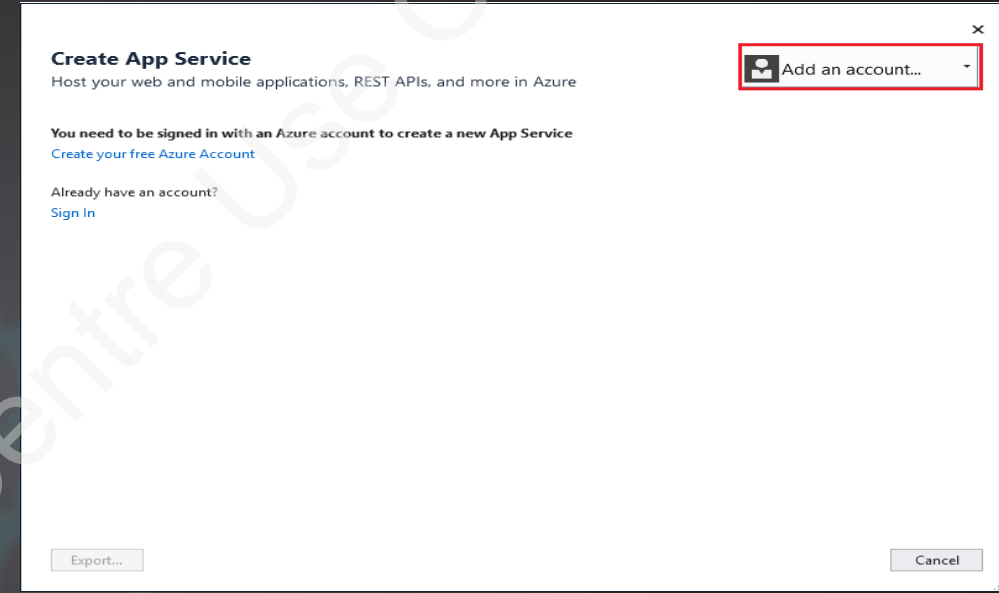 Create App Service
Host your web and mobile applications, REST APIs, and more in Azure
Add an account...
You need to be signed in with an Azure account to create a new App Service
Create your free Azure Account
Already have an account?
Sign In
Export...
Cancel
entre Use